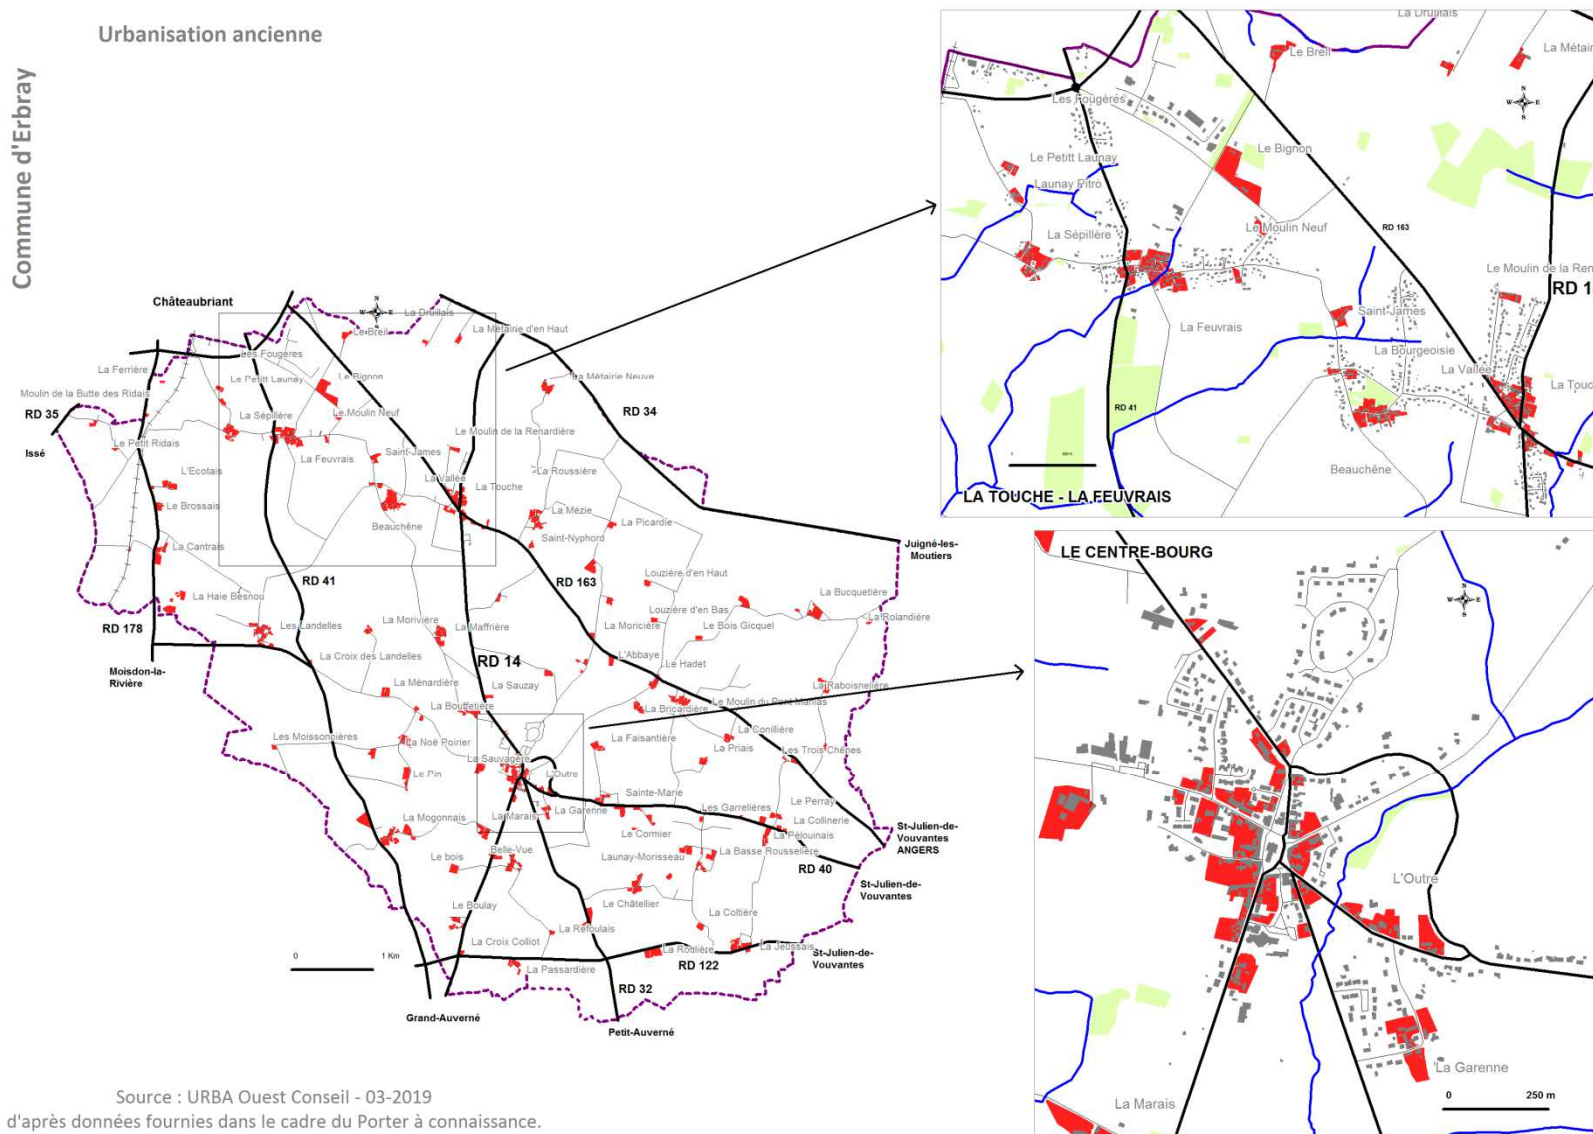 Urbanisation ancienne
Commune d'Erbray
Châteaubriant
N
W
E
La Druillais
Le Breil
La Métairie d'en Haut
Les Fougères
La Ferrière
Le Petitt Launay
Le Bignon
La Métairie Neuve
Moulin de la Butte des Ridais
RD 35
La Sépillère
Le Moulin Neuf
RD 34
Issé
Le Petit Ridais
Le Moulin de la Renardière
La Feuvrais
Saint-James
L'Ecotais
La Vallée
La Roussière
La Touche
Le Brossais
Beauchêne
La Mézie
La Picardie
La Cantrais
Saint-Nyphord
Juigné-les-
Moutiers
RD 41
RD 163
Louzière d'en Haut
La Haie Besnou
La Bucquetière
RD 178
Les Landelles
La Morivière
La Maffrière
Louzière d'en Bas
La Moricière
Le Bois Gicquel
La Rolandière
Moisdon-la-
Rivière
La Croix des Landelles
RD 14
L'Abbaye
Le Hadet
La Ménardière
La Sauzay
La Raboisnelière
La Bouffetière
La Bricardière
Le Moulin du Pont Manias
Les Moissonnières
La Noë Poirier
La Faisantière
La Conillière
La Priais
Les Trois Chênes
Le Pin
La Sauvagère
L'Outre
Sainte-Marie
La Garenne
Les Garrelières
Le Perray
La Mogonnais
La Marais
Le Cormier
La Collinerie
La Pélouinais
St-Julien-de-
Vouvantes
ANGERS
Le bois
Belle-Vue
Launay-Morisseau
La Basse Rousselière
RD 40
St-Julien-de-
Vouvantes
Le Boulay
Le Châtellier
La Coltière
La Refoulais
La Croix Colliot
La Roulière
La Jeussais
St-Julien-de-
Vouvantes
0
1 Km
La Passardière
RD 122
RD 32
Grand-Auverné
Petit-Auverné
Source : URBA Ouest Conseil - 03-2019
d'après données fournies dans le cadre du Porter à connaissance.
La Druillais
Le Breil
La Métair
Les Fougères
N
W
E
S
Le Petitt Launay
Le Bignon
Launay Pitro
La Sépillère
Le Moulin Neuf
RD 163
Le Moulin de la Ren
RD 1
La Feuvrais
Saint-James
La Bourgeoisie
La Vallée
La Touc
RD 41
Beauchêne
LA TOUCHE - LA FEUVRAIS
LE CENTRE-BOURG
N
W
E
S
L'Outre
La Garenne
La Marais
0
250 m